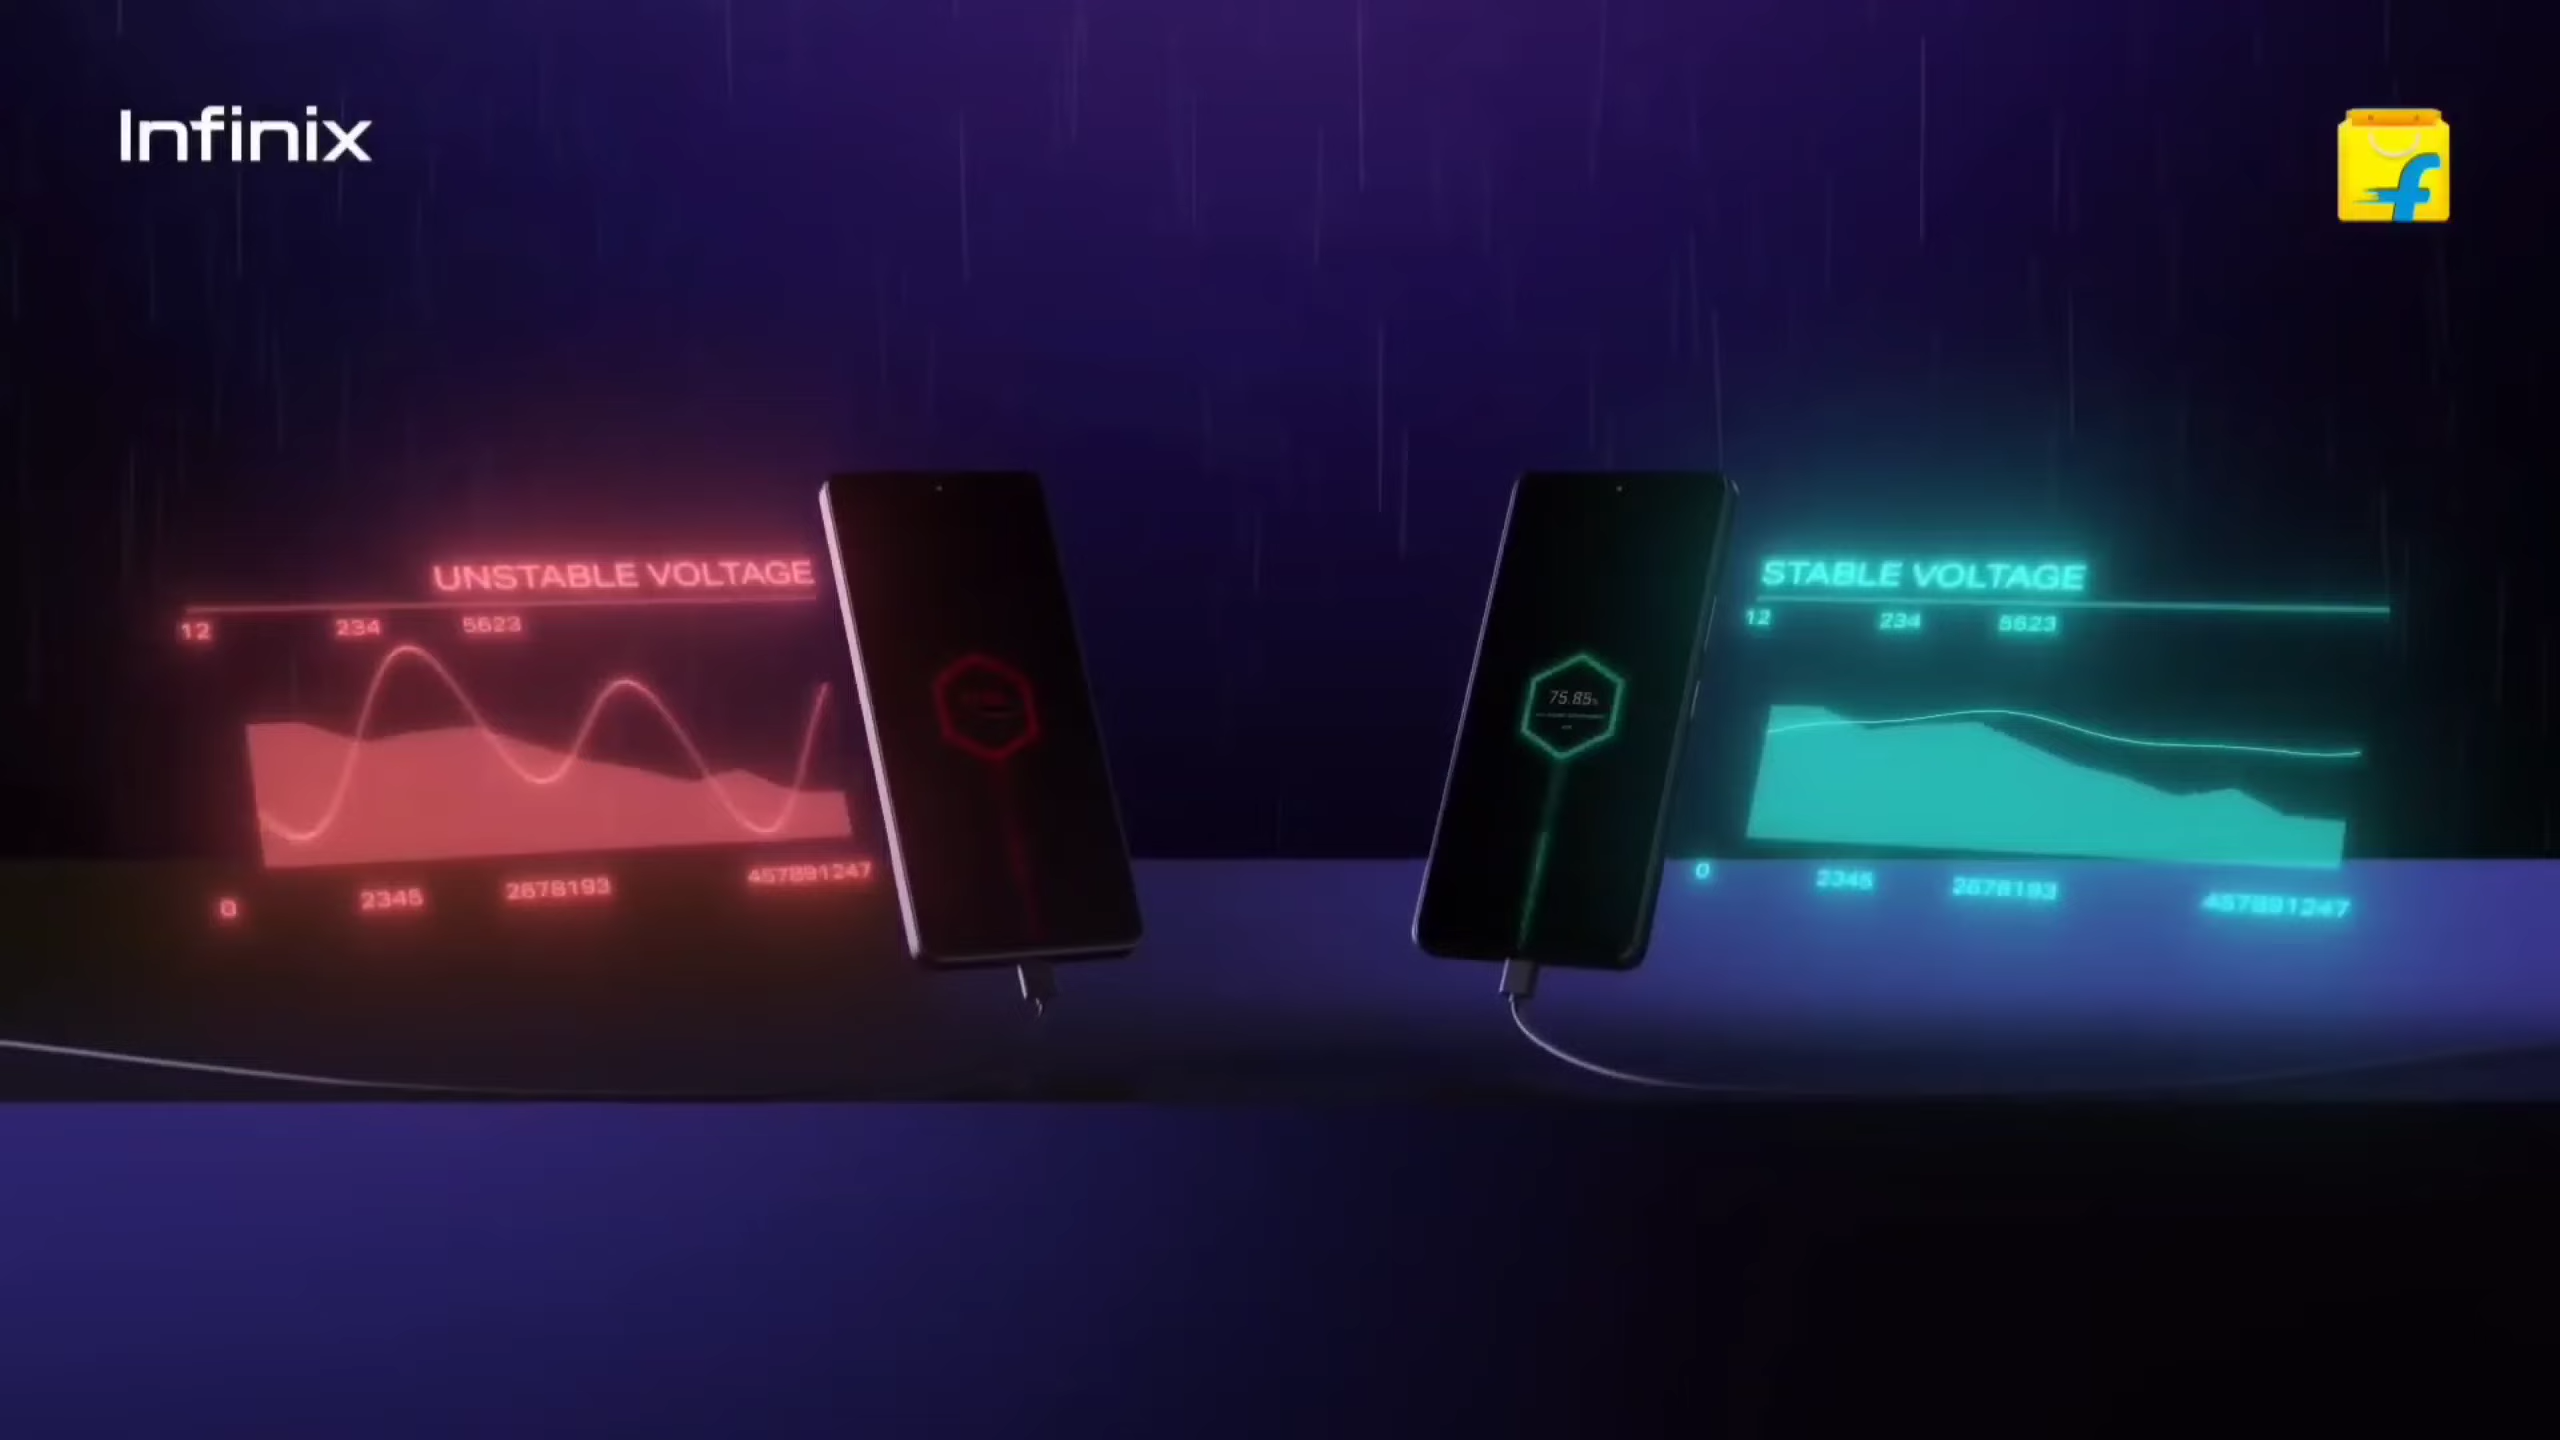 Infinix
UNSTABLE VOLTAGE
12 234 5623
0 2345 2678193 457891247
75.85%
STABLE VOLTAGE
12 234 5623
0 2345 2678193 457891247